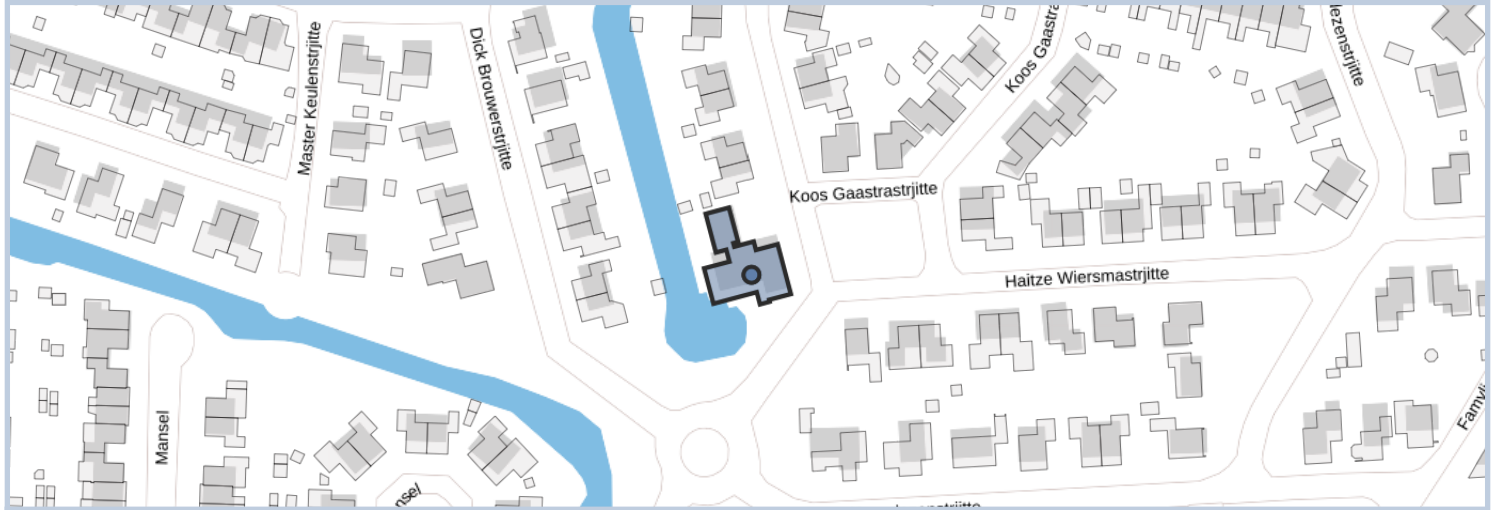 Master Keulenstrjitte
Dick Brouwerstrjitte
Koos Gaastrastrjitte
Haitze Wiersmastrjitte
Mansel